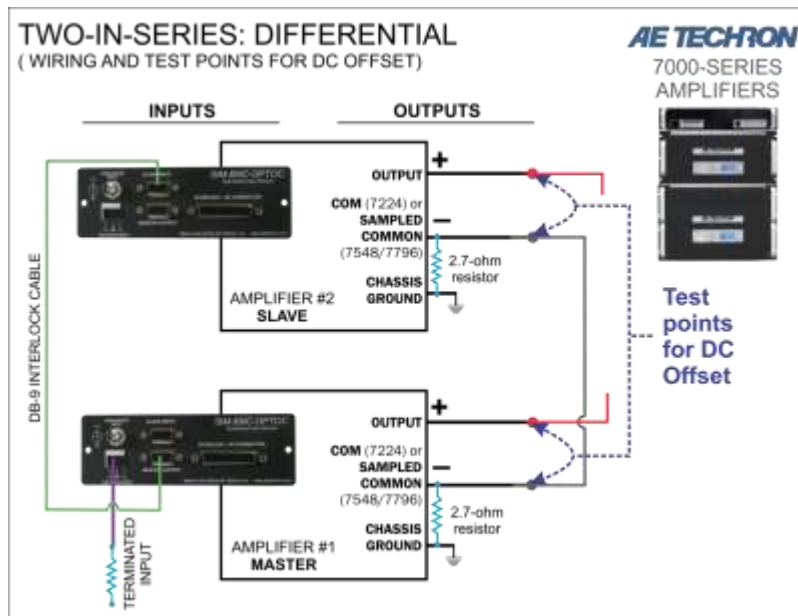 TWO-IN-SERIES: DIFFERENTIAL
( WIRING AND TEST POINTS FOR DC OFFSET)
AE TECHRON
7000-SERIES
AMPLIFIERS
INPUTS
OUTPUTS
DB-9 INTERLOCK CABLE
+
OUTPUT
COM (7224) or
SAMPLED
–
COMMON
(7548/7796)
2.7-ohm
resistor
CHASSIS
GROUND
AMPLIFIER #2
SLAVE
Test
points
for DC
Offset
+
OUTPUT
COM (7224) or
SAMPLED
–
COMMON
(7548/7796)
2.7-ohm
resistor
CHASSIS
GROUND
AMPLIFIER #1
MASTER
TERMINATED
INPUT